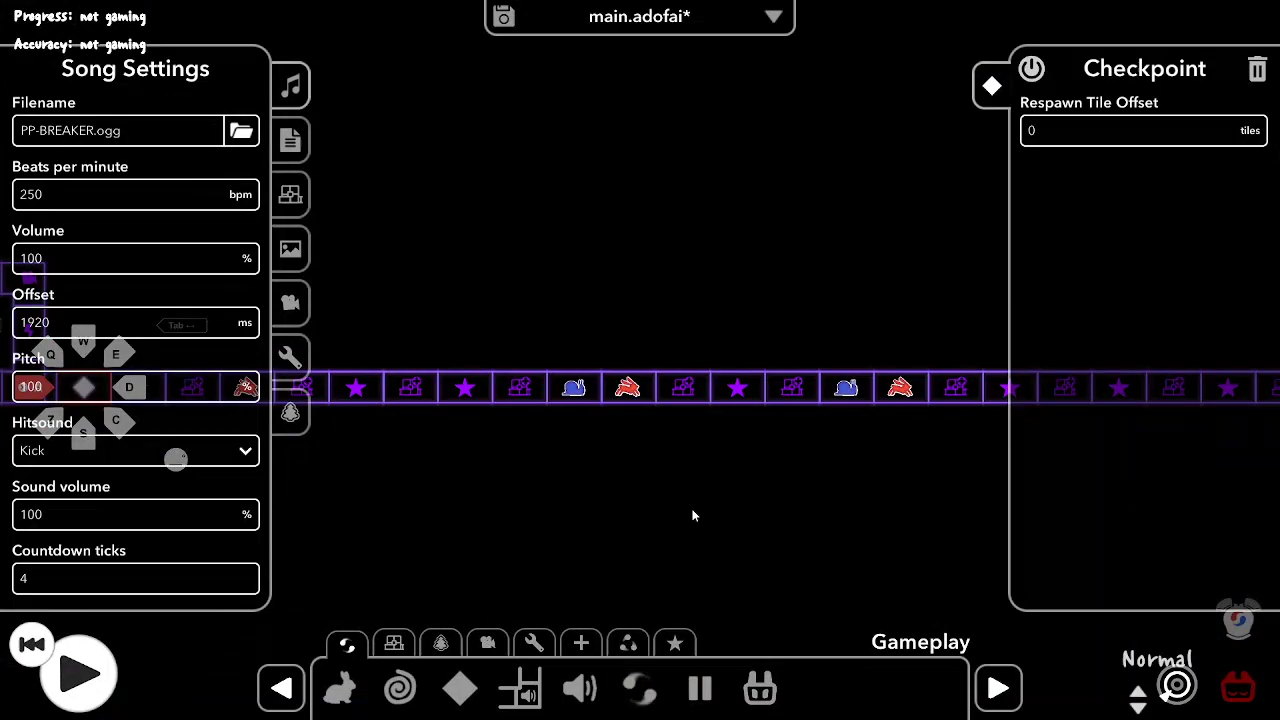 Progress: not gaming
Accuracy: not gaming
main.adofai*
Song Settings
Filename
PP-BREAKER.ogg
Beats per minute
250 bpm
Volume
100 %
Offset
1920 ms
Tab
Pitch
100 %
Q W E
D
Z S C
Hitsound
Kick
Sound volume
100 %
Countdown ticks
4
Checkpoint
Respawn Tile Offset
0 tiles
Gameplay
Normal